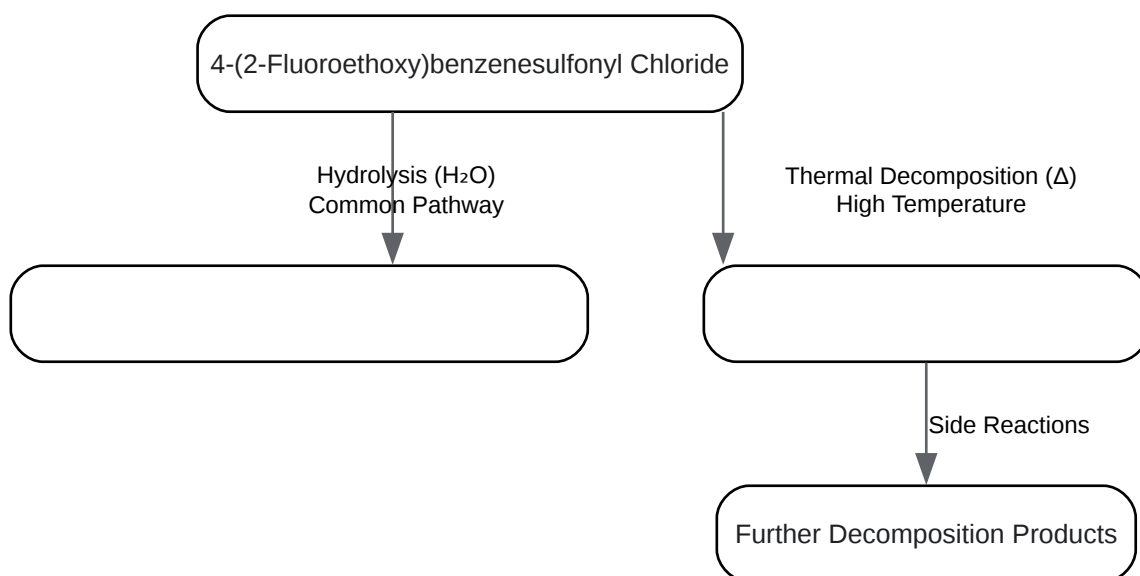 4-(2-Fluoroethoxy)benzenesulfonyl Chloride
Hydrolysis (H₂O)
Common Pathway
Thermal Decomposition (Δ)
High Temperature
Side Reactions
Further Decomposition Products